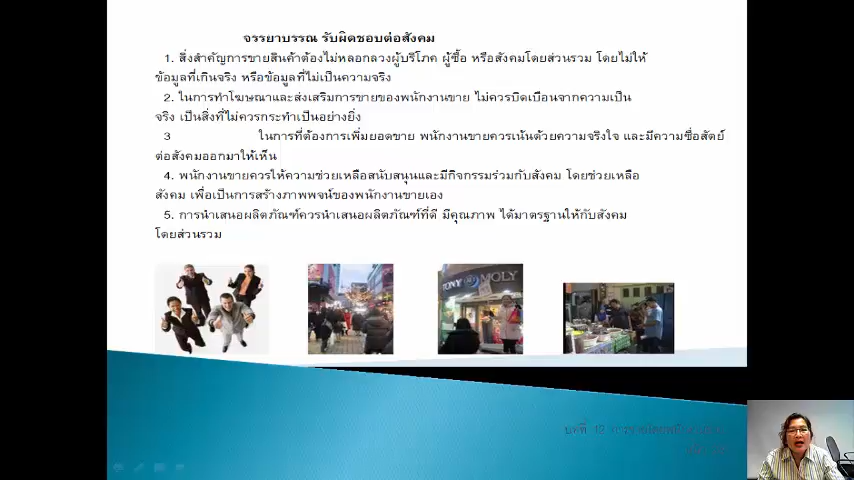 จรรยาบรรณ รับผิดชอบต่อสังคม
1. สิ่งสำคัญการขายสินค้าต้องไม่หลอกลวงผู้บริโภค ผู้ซื้อ หรือสังคมโดยส่วนรวม โดยไม่ให้
ข้อมูลที่เกินจริง หรือข้อมูลที่ไม่เป็นความจริง
2. ในการทำโฆษณาและส่งเสริมการขายของพนักงานขาย ไม่ควรบิดเบือนจากความเป็น
จริง เป็นสิ่งที่ไม่ควรกระทำเป็นอย่างยิ่ง
3 ในการที่ต้องการเพิ่มยอดขาย พนักงานขายควรเน้นด้วยความจริงใจ และมีความซื่อสัตย์
ต่อสังคมออกมาให้เห็น
4. พนักงานขายควรให้ความช่วยเหลือสนับสนุนและมีกิจกรรมร่วมกับสังคม โดยช่วยเหลือ
สังคม เพื่อเป็นการสร้างภาพพจน์ของพนักงานขายเอง
5. การนำเสนอผลิตภัณฑ์ควรนำเสนอผลิตภัณฑ์ที่ดี มีคุณภาพ ได้มาตรฐานให้กับสังคม
โดยส่วนรวม
ONY MOLY
บทที่ 12